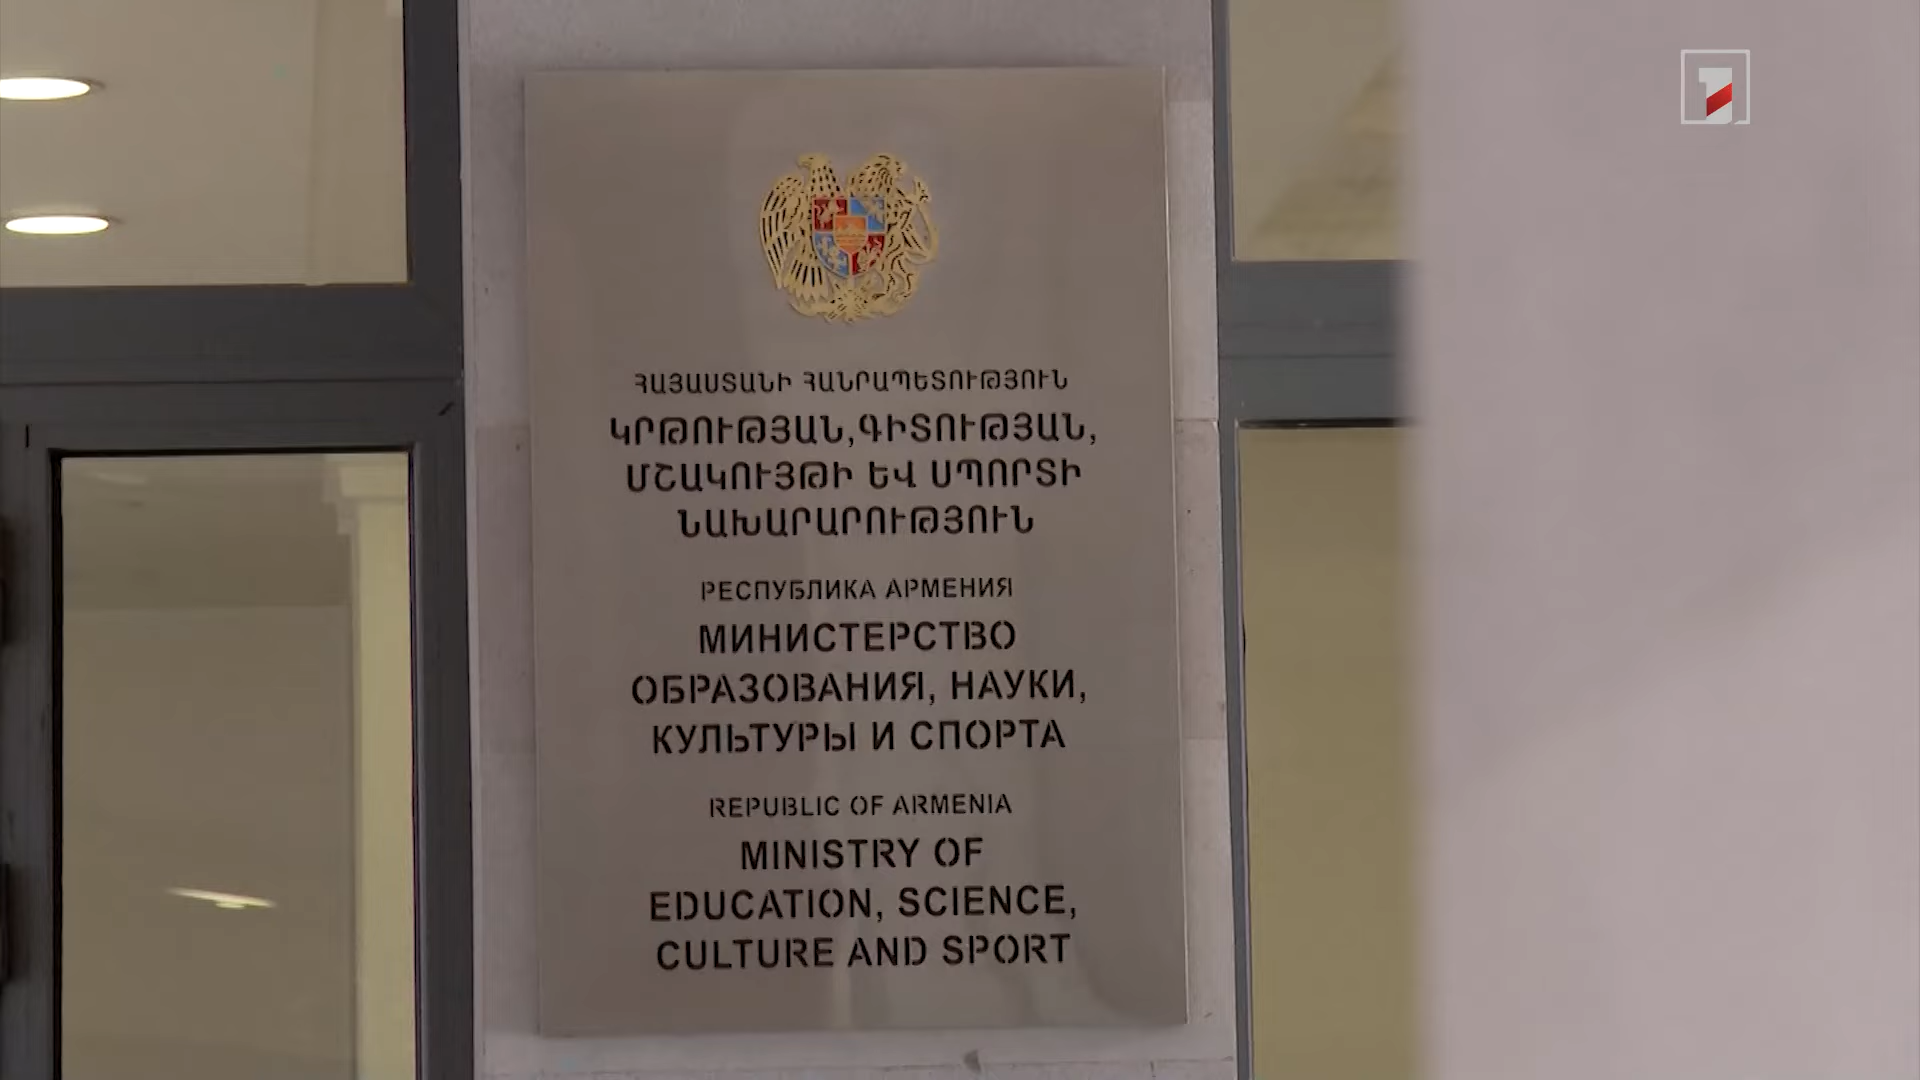 ՀԱՅԱՍՏԱՆԻ ՀԱՆՐԱՊԵՏՈՒԹՅՈՒՆ
ԿՐԹՈՒԹՅԱՆ,ԳԻՏՈՒԹՅԱՆ,
ՄՇԱԿՈՒՅԹԻ ԵՎ ՍՊՈՐՏԻ
ՆԱԽԱՐԱՐՈՒԹՅՈՒՆ
РЕСПУБЛИКА АРМЕНИЯ
МИНИСТЕРСТВО
ОБРАЗОВАНИЯ, НАУКИ,
КУЛЬТУРЫ И СПОРТА
REPUBLIC OF ARMENIA
MINISTRY OF
EDUCATION, SCIENCE,
CULTURE AND SPORT